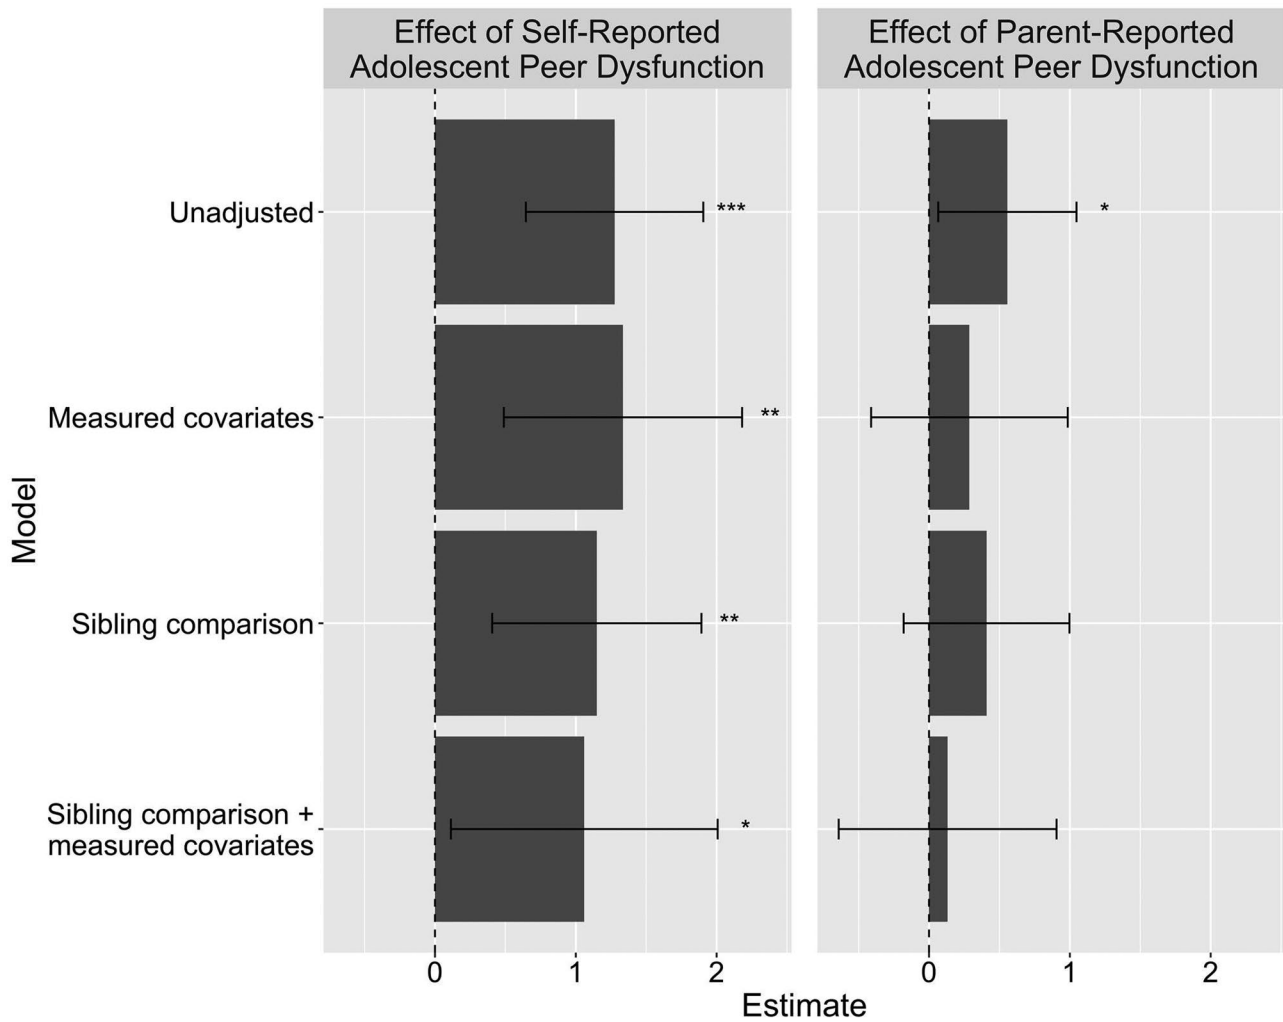 Effect of Self-Reported
Adolescent Peer Dysfunction
Effect of Parent-Reported
Adolescent Peer Dysfunction
Model
Unadjusted
***
*
Measured covariates
**
Sibling comparison
**
Sibling comparison +
measured covariates
*
0 1 2
0 1 2
Estimate